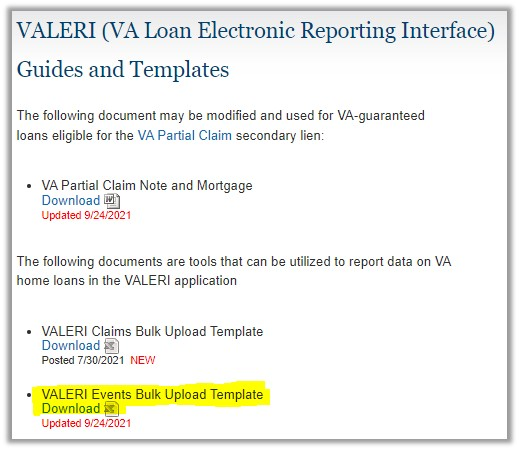 VALERI (VA Loan Electronic Reporting Interface)
Guides and Templates
The following document may be modified and used for VA-guaranteed
loans eligible for the VA Partial Claim secondary lien:
• VA Partial Claim Note and Mortgage
Download
Updated 9/24/2021
The following documents are tools that can be utilized to report data on VA
home loans in the VALERI application
• VALERI Claims Bulk Upload Template
Download
Posted 7/30/2021 NEW
• VALERI Events Bulk Upload Template
Download
Updated 9/24/2021